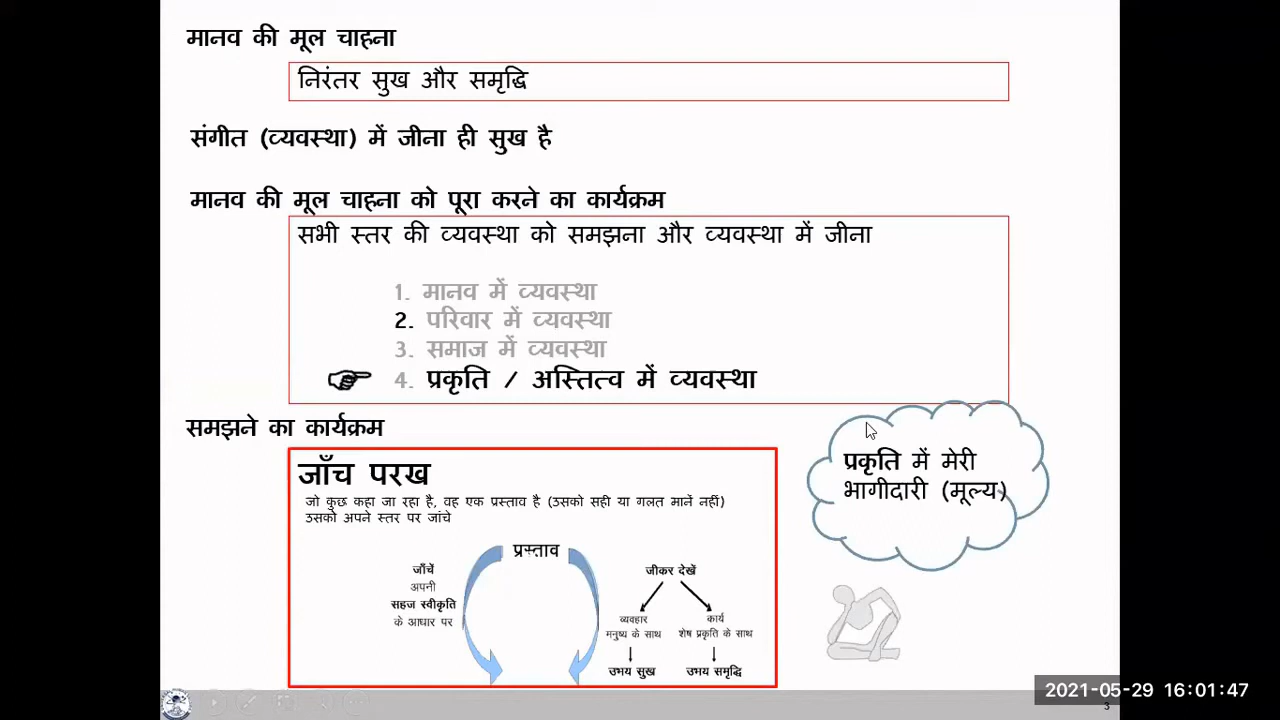 मानव की मूल चाहना
निरंतर सुख और समृद्धि
संगीत (व्यवस्था) में जीना ही सुख है
मानव की मूल चाहना को पूरा करने का कार्यक्रम
सभी स्तर की व्यवस्था को समझना और व्यवस्था में जीना
1. मानव में व्यवस्था
2. परिवार में व्यवस्था
3. समाज में व्यवस्था
4. प्रकृति / अस्तित्व में व्यवस्था
समझने का कार्यक्रम
जाँच परख
जो कुछ कहा जा रहा है, वह एक प्रस्ताव है (उसको सही या गलत मानें नहीं)
उसको अपने स्तर पर जांचे
प्रस्ताव
जाँचें
अपनी
सहज स्वीकृति
के आधार पर
जीकर देखें
व्यवहार
मनुष्य के साथ
उभय सुख
कार्य
शेष प्रकृति के साथ
उभय समृद्धि
प्रकृति में मेरी
भागीदारी (मूल्य)
2021-05-29 16:01:47
3